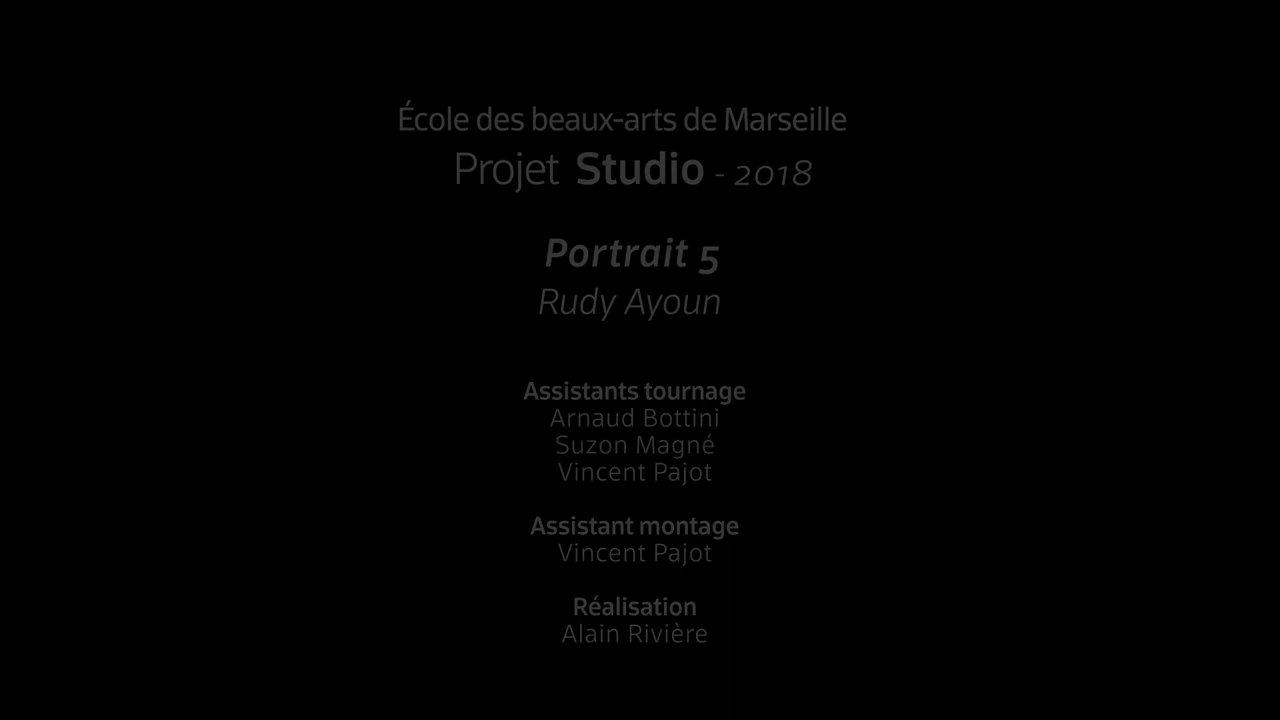 École des beaux-arts de Marseille
Projet Studio - 2018
Portrait 5
Rudy Ayoun
Assistants tournage
Arnaud Bottini
Suzon Magné
Vincent Pajot
Assistant montage
Vincent Pajot
Réalisation
Alain Rivière